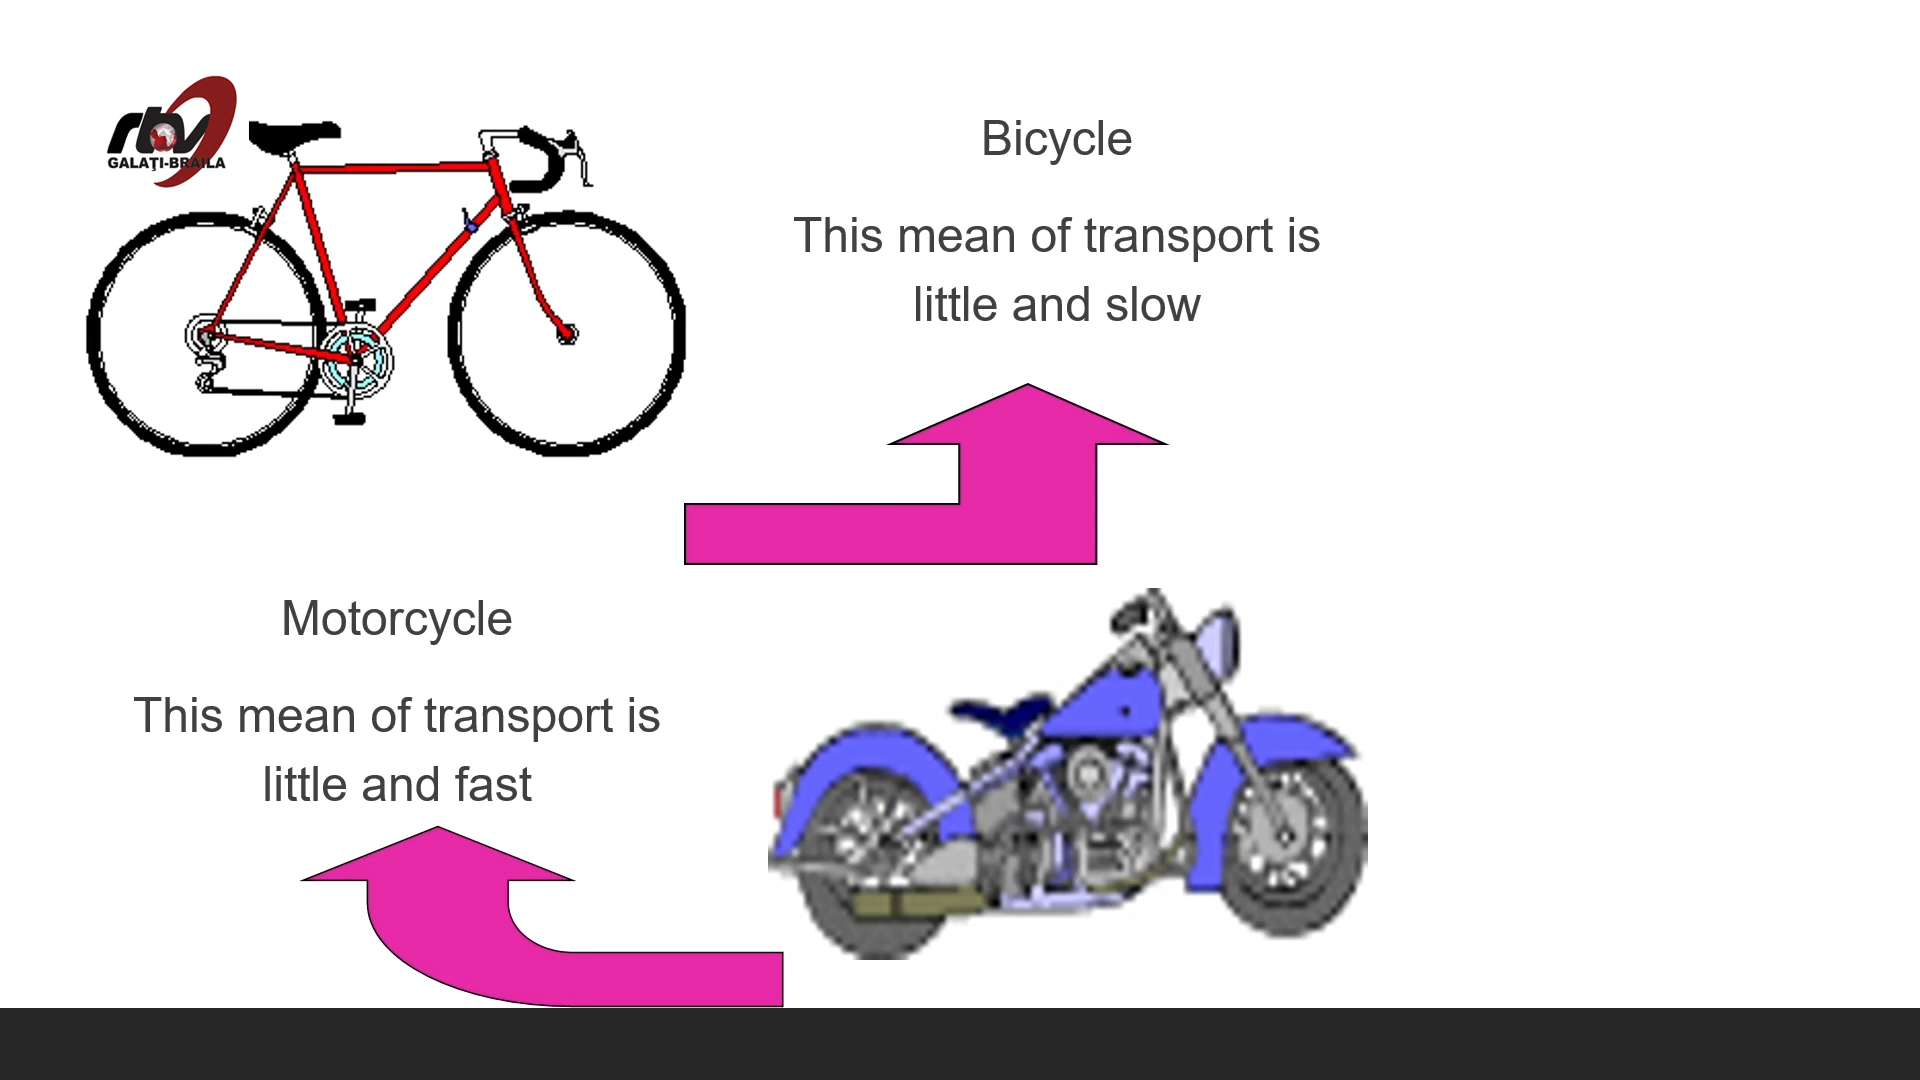 rtv
GALAŢI-BRĂILA
Bicycle
This mean of transport is
little and slow
Motorcycle
This mean of transport is
little and fast